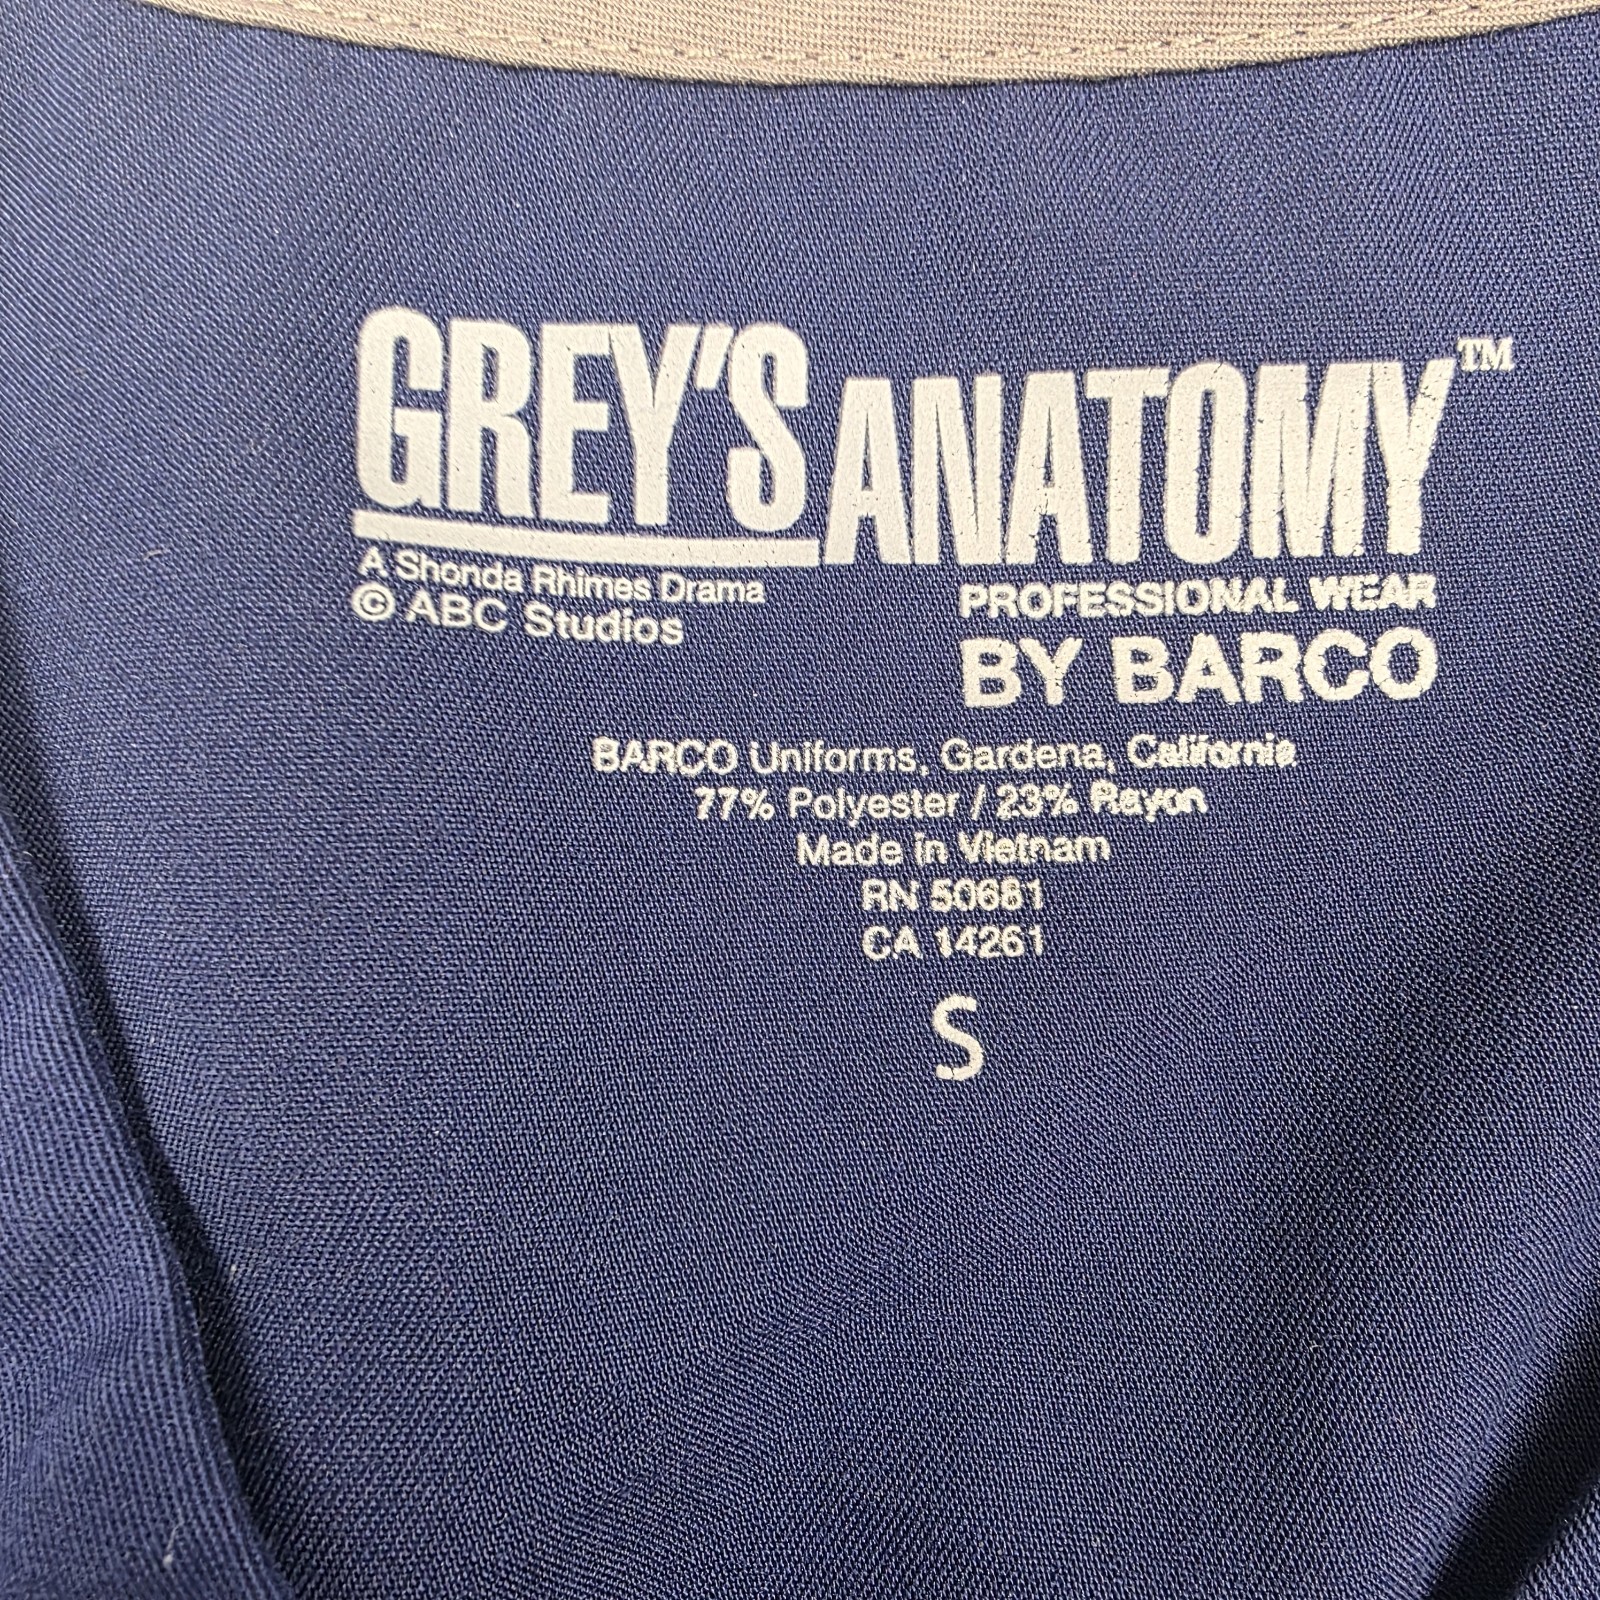 GREY'S ANATOMY™
A Shonda Rhimes Drama
© ABC Studios
PROFESSIONAL WEAR
BY BARCO
BARCO Uniforms, Gardena, California
77% Polyester / 23% Rayon
Made in Vietnam
RN 50681
CA 14261
S